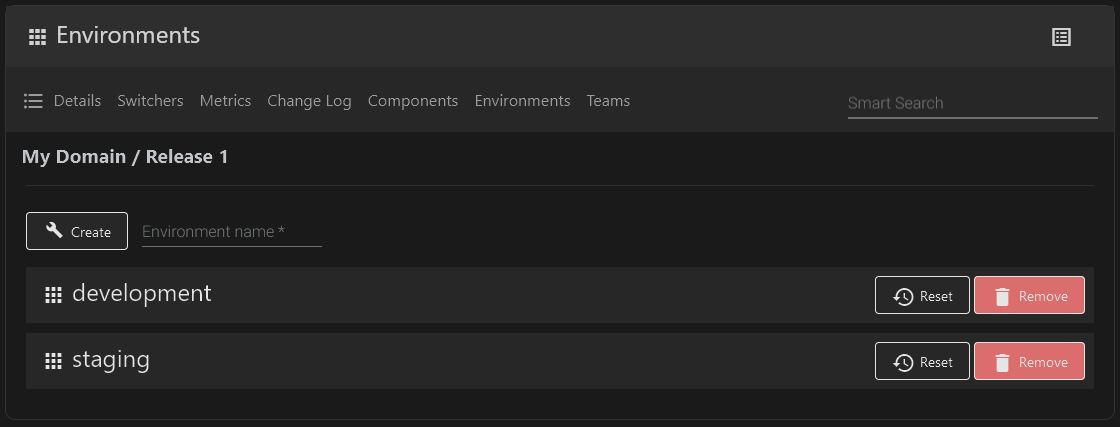 Environments
Details Switchers Metrics Change Log Components Environments Teams Smart Search
My Domain / Release 1
Create Environment name *
development Reset Remove
staging Reset Remove